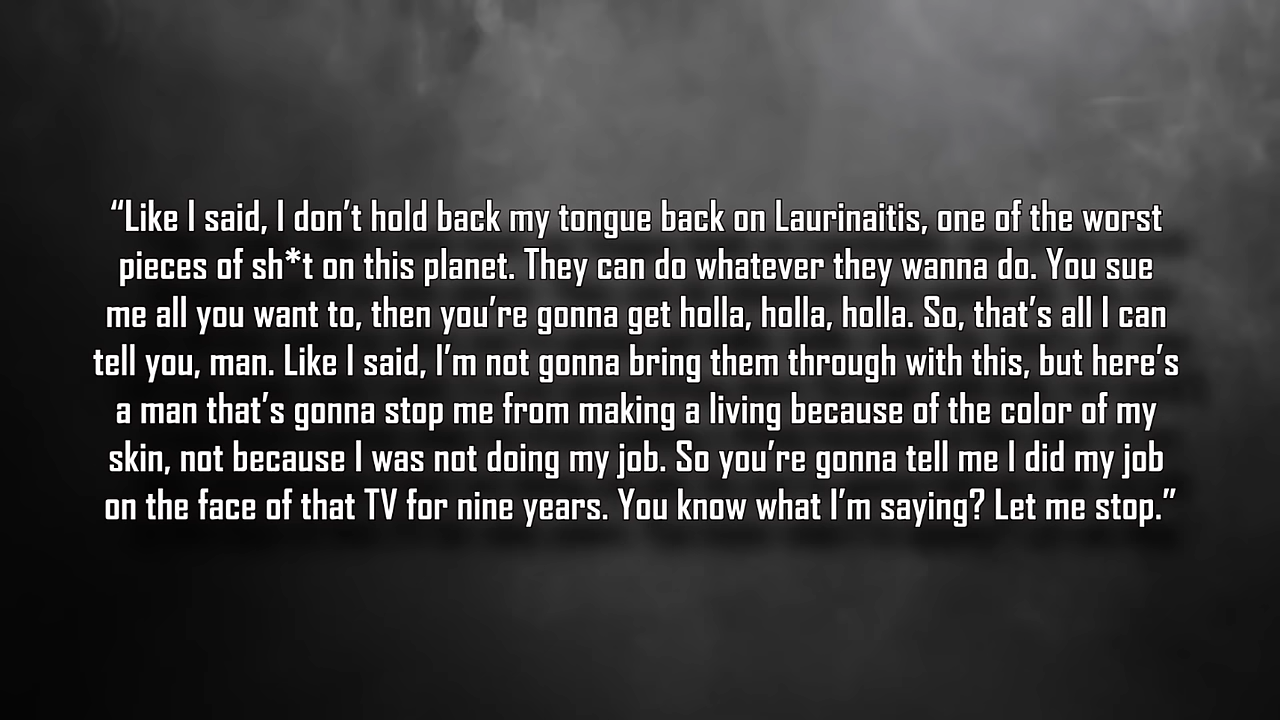 “Like I said, I don’t hold back my tongue back on Laurinaitis, one of the worst
pieces of sh*t on this planet. They can do whatever they wanna do. You sue
me all you want to, then you’re gonna get holla, holla, holla. So, that’s all I can
tell you, man. Like I said, I’m not gonna bring them through with this, but here’s
a man that’s gonna stop me from making a living because of the color of my
skin, not because I was not doing my job. So you’re gonna tell me I did my job
on the face of that TV for nine years. You know what I’m saying? Let me stop.”